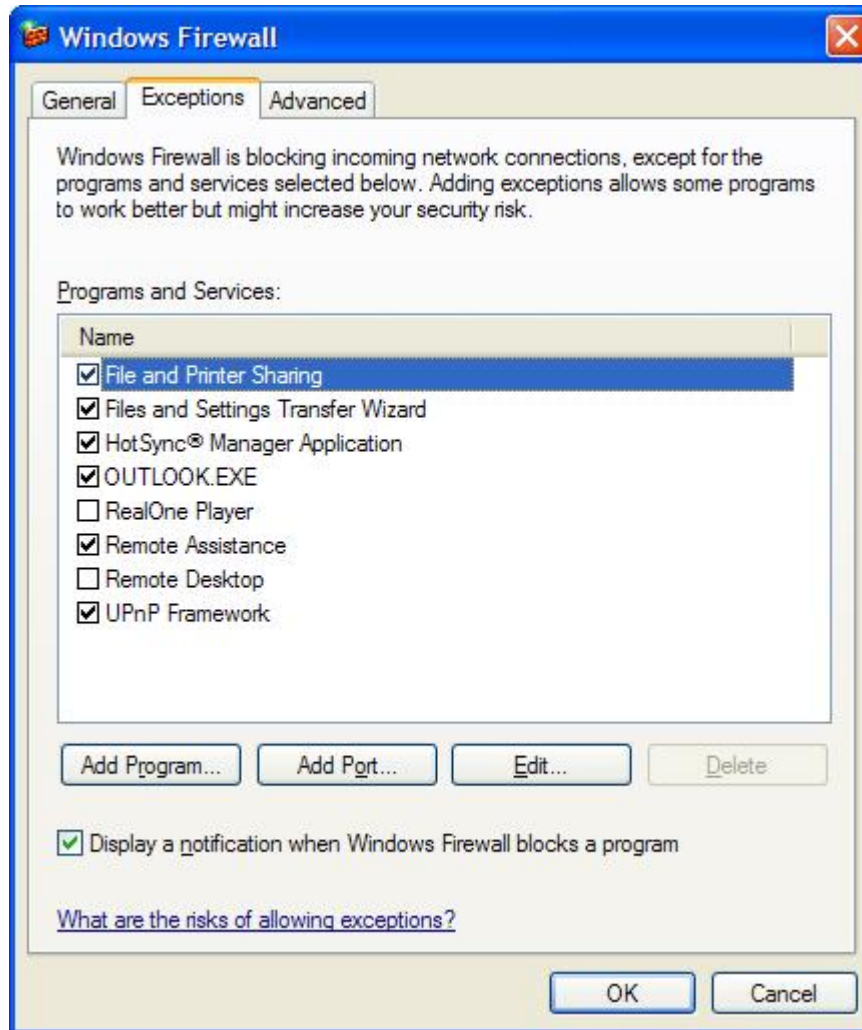 Windows Firewall
General Exceptions Advanced
Windows Firewall is blocking incoming network connections, except for the
programs and services selected below. Adding exceptions allows some programs
to work better but might increase your security risk.
Programs and Services:
Name
File and Printer Sharing
Files and Settings Transfer Wizard
HotSync® Manager Application
OUTLOOK.EXE
RealOne Player
Remote Assistance
Remote Desktop
UPnP Framework
Add Program... Add Port... Edit... Delete
Display a notification when Windows Firewall blocks a program
What are the risks of allowing exceptions?
OK Cancel